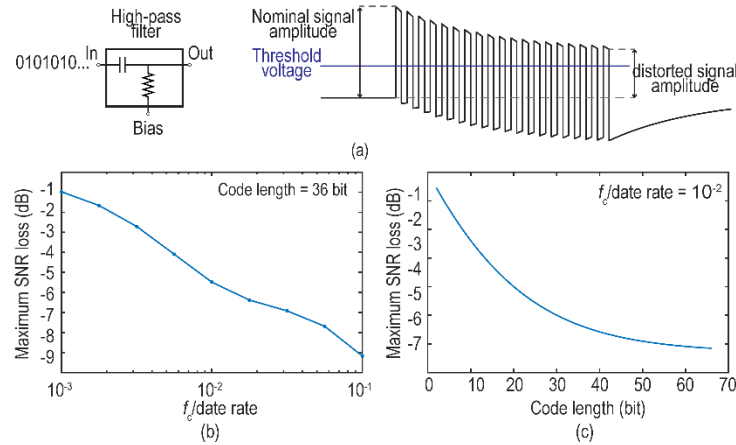 High-pass
filter
0101010...
In
Out
Bias
Nominal signal
amplitude
Threshold
voltage
distorted signal
amplitude
(a)
Maximum SNR loss (dB)
-1
-2
-3
-4
-5
-6
-7
-8
-9
Code length = 36 bit
10-3
10-2
10-1
fc/date rate
(b)
Maximum SNR loss (dB)
-1
-2
-3
-4
-5
-6
-7
fc/date rate = 10-2
0
10
20
30
40
50
60
70
Code length (bit)
(c)